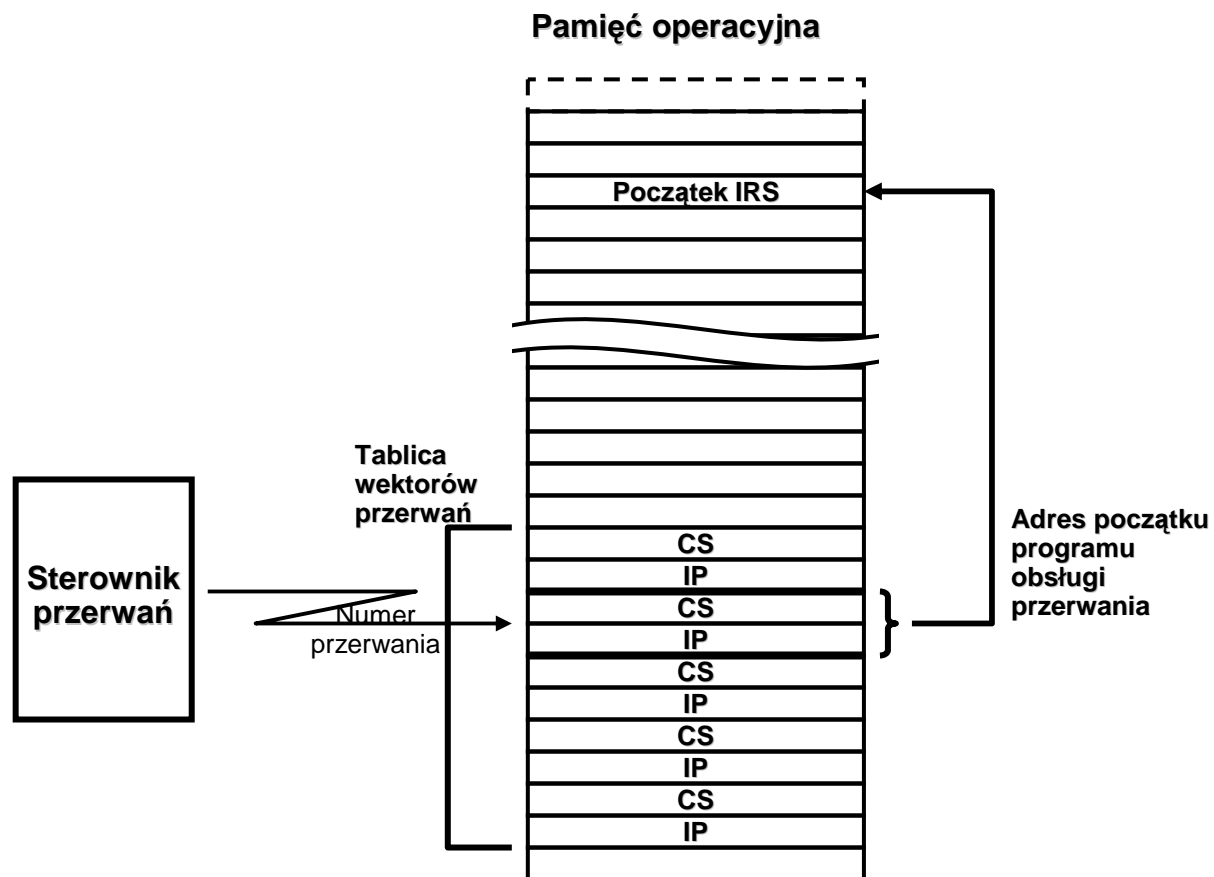 Pamięć operacyjna
Początek IRS
Tablica
wektorów
przerwań
Sterownik
przerwań
Numer
przerwania
CS
IP
CS
IP
CS
IP
CS
IP
CS
IP
Adres początku
programu
obsługi
przerwania